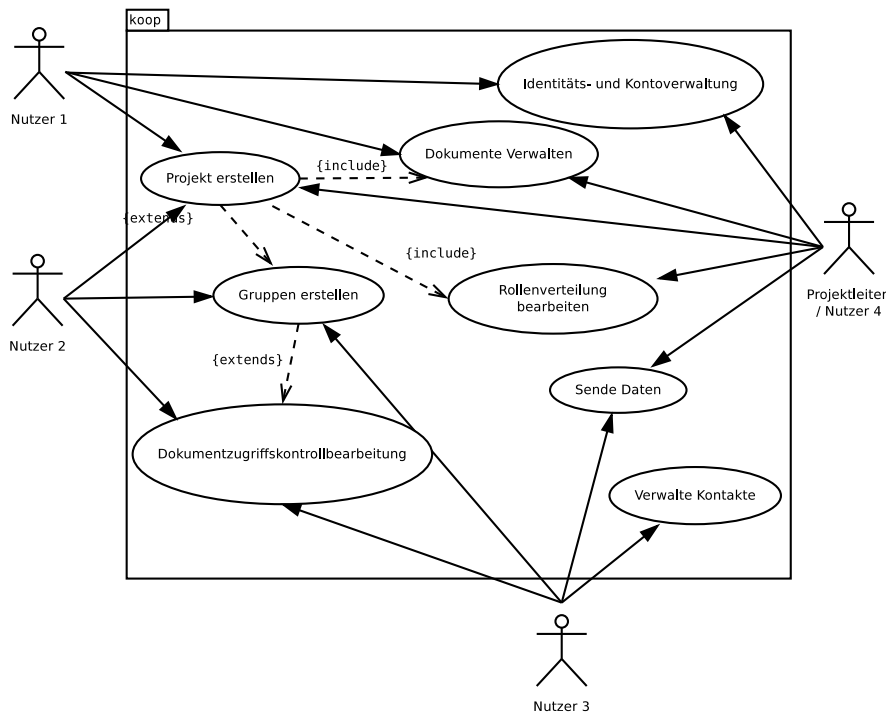 koop
Identitäts- und Kontoverwaltung
Nutzer 1
Dokumente Verwalten
{include}
Projekt erstellen
{extends}
{include}
Rollenverteilung
bearbeiten
Gruppen erstellen
Projektleiter
/ Nutzer 4
Nutzer 2
{extends}
Sende Daten
Dokumentzugriffskontrollbearbeitung
Verwalte Kontakte
Nutzer 3